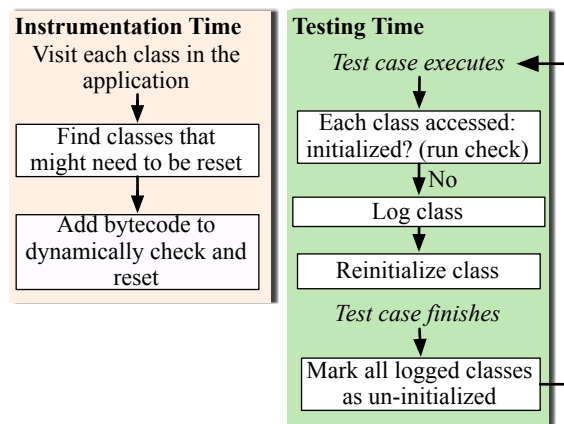 Instrumentation Time
Visit each class in the
application
Find classes that
might need to be reset
Add bytecode to
dynamically check and
reset
Testing Time
Test case executes
Each class accessed:
initialized? (run check)
No
Log class
Reinitialize class
Test case finishes
Mark all logged classes
as un-initialized